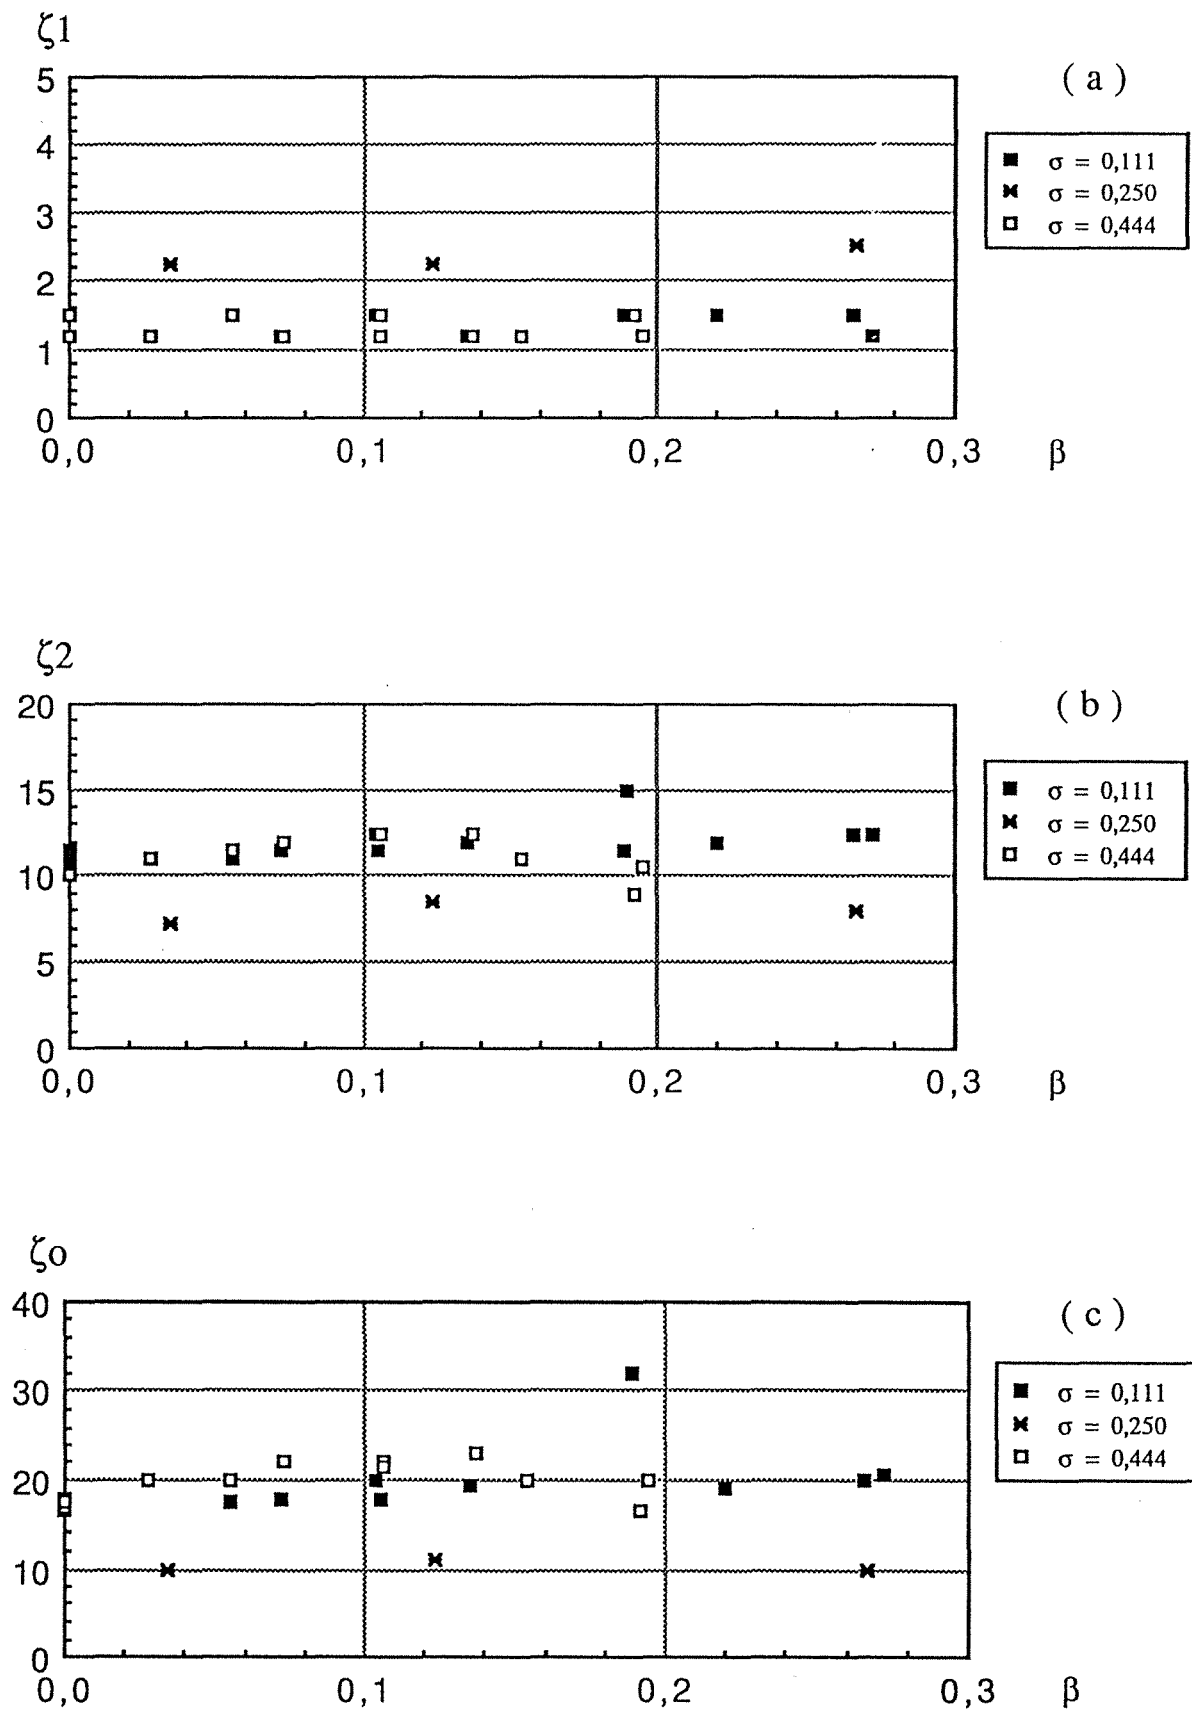 ζ1
( a )
5
4
3
2
1
0
0,0 0,1 0,2 0,3 β
σ = 0,111
σ = 0,250
σ = 0,444
ζ2
( b )
20
15
10
5
0
0,0 0,1 0,2 0,3 β
σ = 0,111
σ = 0,250
σ = 0,444
ζo
( c )
40
30
20
10
0
0,0 0,1 0,2 0,3 β
σ = 0,111
σ = 0,250
σ = 0,444